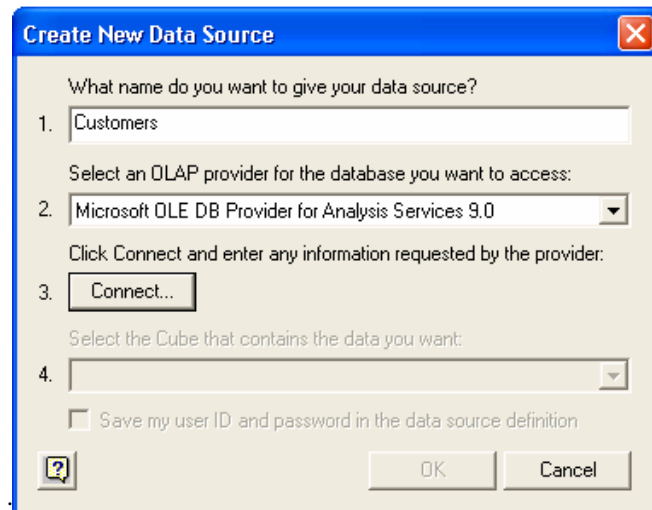 Create New Data Source
What name do you want to give your data source?
1. Customers
Select an OLAP provider for the database you want to access:
2. Microsoft OLE DB Provider for Analysis Services 9.0
Click Connect and enter any information requested by the provider:
3. Connect...
Select the Cube that contains the data you want:
4.
Save my user ID and password in the data source definition
? OK Cancel
.